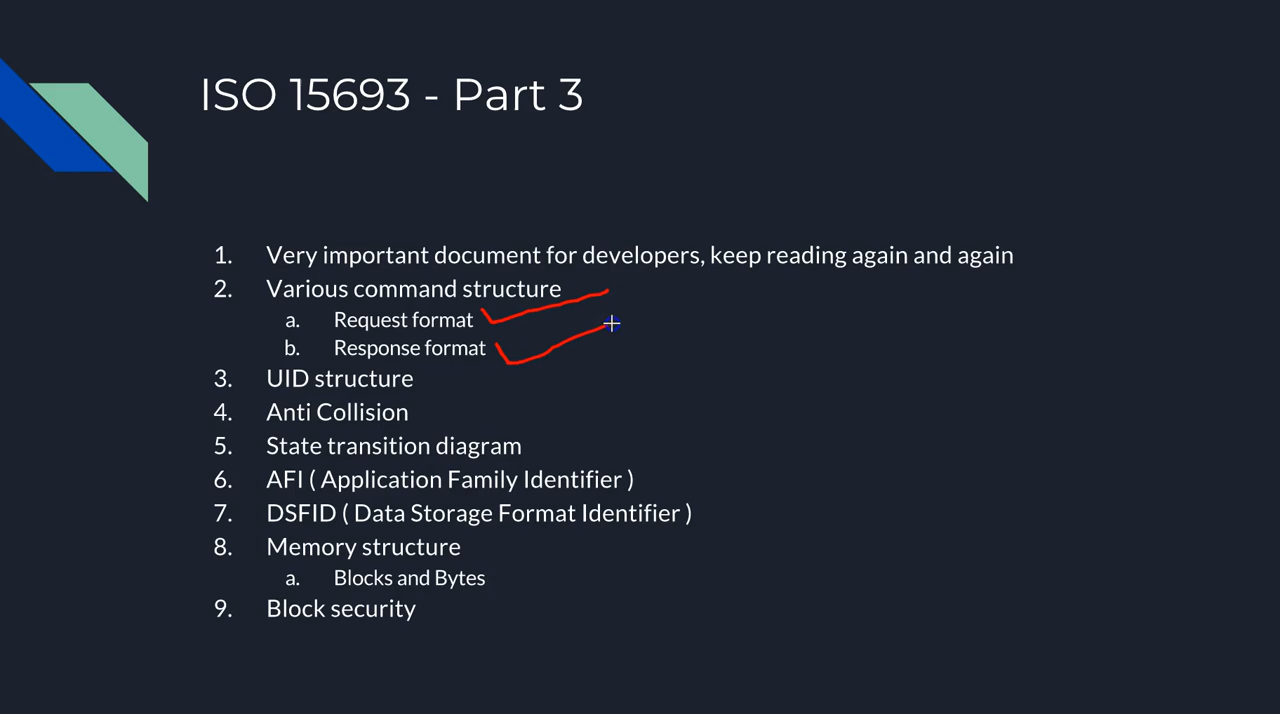 ISO 15693 - Part 3
1. Very important document for developers, keep reading again and again
2. Various command structure
a. Request format
b. Response format
3. UID structure
4. Anti Collision
5. State transition diagram
6. AFI ( Application Family Identifier )
7. DSFID ( Data Storage Format Identifier )
8. Memory structure
a. Blocks and Bytes
9. Block security